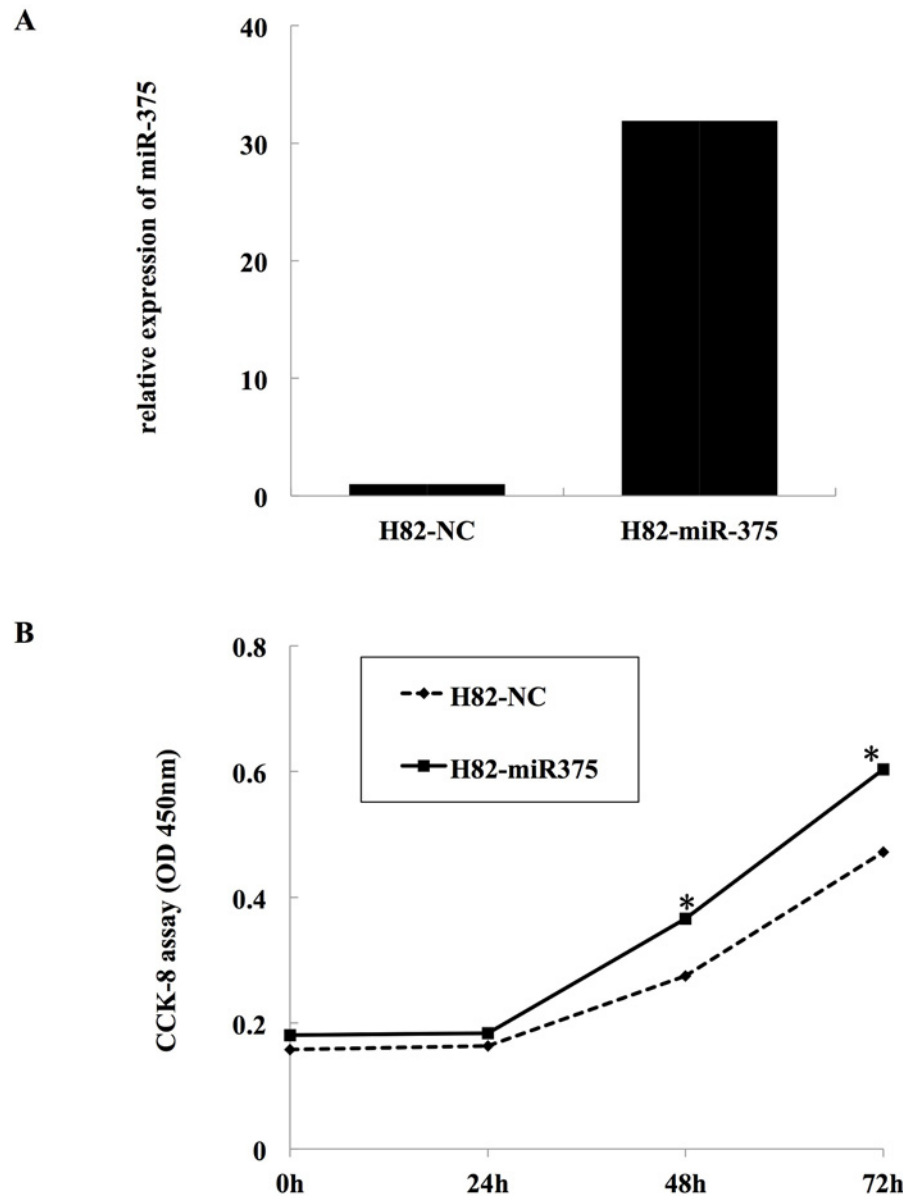 A
relative expression of miR-375
40
30
20
10
0
H82-NC
H82-miR-375
B
CCK-8 assay (OD 450nm)
0.8
0.6
0.4
0.2
0
H82-NC
H82-miR375
*
*
0h
24h
48h
72h